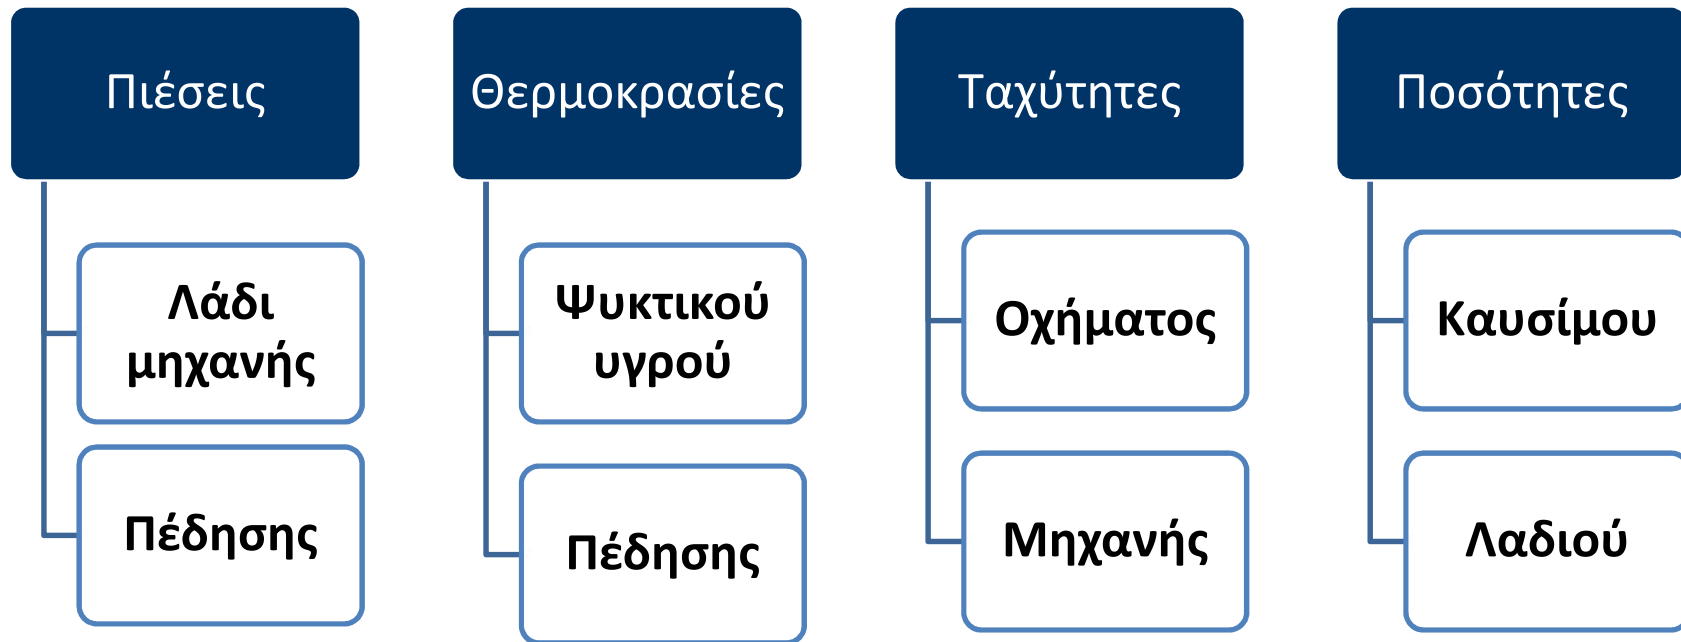 Πιέσεις
Λάδι
μηχανής
Πέδησης
Θερμοκρασίες
Ψυκτικού
υγρού
Πέδησης
Ταχύτητες
Οχήματος
Μηχανής
Ποσότητες
Καυσίμου
Λαδιού